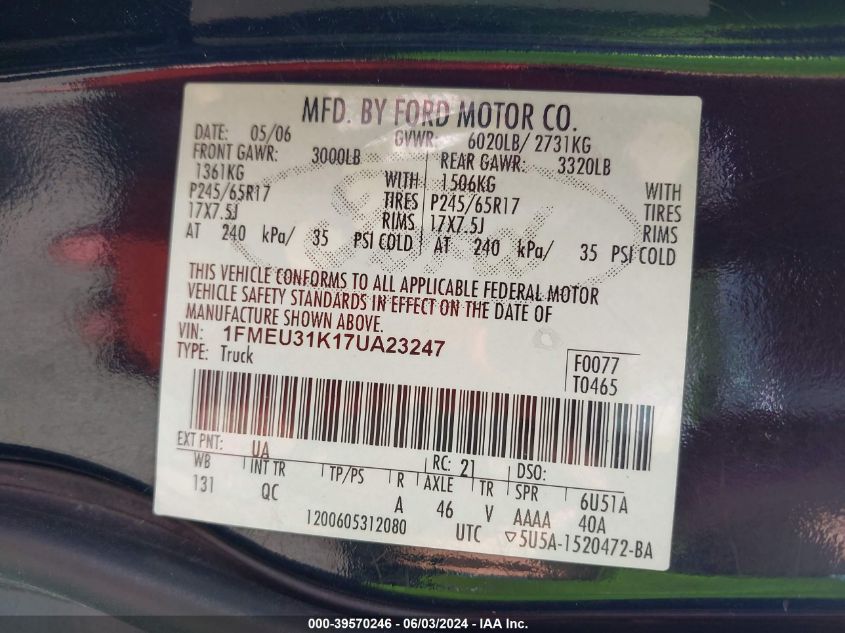 MFD. BY FORD MOTOR CO.
DATE: 05/06 GVWR: 6020LB/ 2731KG
FRONT GAWR: 3000LB REAR GAWR: 3320LB
1361KG WITH 1506KG WITH
P245/65R17 TIRES P245/65R17 TIRES
17X7.5J RIMS 17X7.5J RIMS
AT 240 kPa/ 35 PSI COLD AT 240 kPa/ 35 PSI COLD
THIS VEHICLE CONFORMS TO ALL APPLICABLE FEDERAL MOTOR
VEHICLE SAFETY STANDARDS IN EFFECT ON THE DATE OF
MANUFACTURE SHOWN ABOVE.
VIN: 1FMEU31K17UA23247
TYPE: Truck
F0077
T0465
EXT PNT: UA RC: 21 DSO:
WB INT TR TP/PS R AXLE TR SPR 6U51A
131 QC A 46 V AAAA 40A
1200605312080 UTC ▽5U5A-1520472-BA
Ford
000-39570246 - 06/03/2024 - IAA Inc.